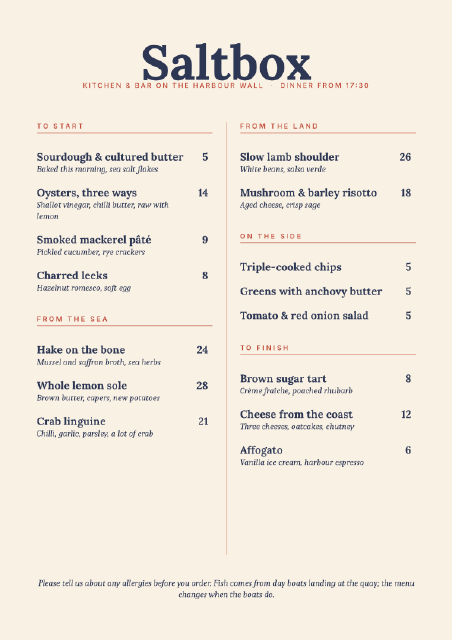 Saltbox
KITCHEN & BAR ON THE HARBOUR WALL · DINNER FROM 17:30
TO START
Sourdough & cultured butter 5
Baked this morning, sea salt flakes
Oysters, three ways 14
Shallot vinegar, chilli butter, raw with
lemon
Smoked mackerel pâté 9
Pickled cucumber, rye crackers
Charred leeks 8
Hazelnut romesco, soft egg
FROM THE SEA
Hake on the bone 24
Mussel and saffron broth, sea herbs
Whole lemon sole 28
Brown butter, capers, new potatoes
Crab linguine 21
Chilli, garlic, parsley, a lot of crab
FROM THE LAND
Slow lamb shoulder 26
White beans, salsa verde
Mushroom & barley risotto 18
Aged cheese, crisp sage
ON THE SIDE
Triple-cooked chips 5
Greens with anchovy butter 5
Tomato & red onion salad 5
TO FINISH
Brown sugar tart 8
Crème fraîche, poached rhubarb
Cheese from the coast 12
Three cheeses, oatcakes, chutney
Affogato 6
Vanilla ice cream, harbour espresso
Please tell us about any allergies before you order. Fish comes from day boats landing at the quay; the menu
changes when the boats do.